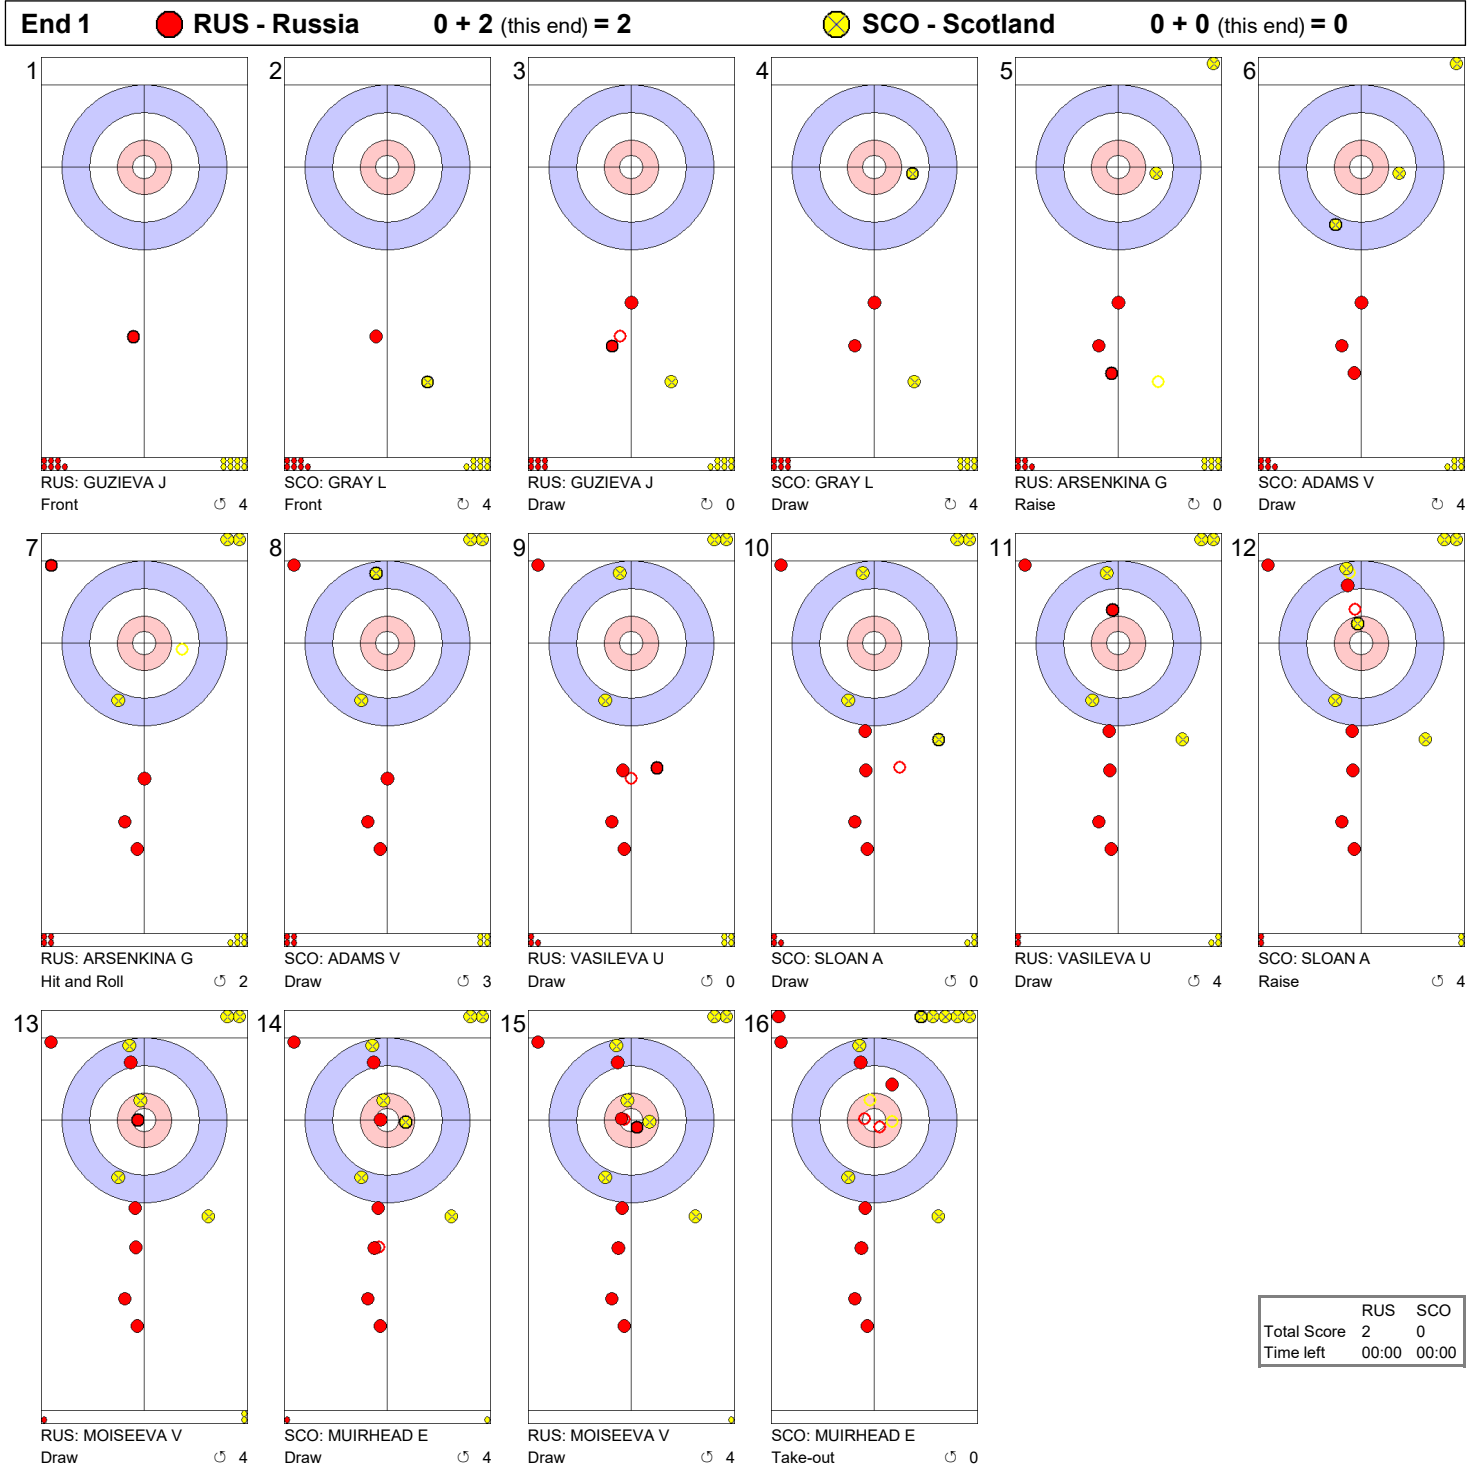 End 1 RUS - Russia 0 + 2 (this end) = 2 SCO - Scotland 0 + 0 (this end) = 0
1 2 3 4 5 6
RUS: GUZIEVA J SCO: GRAY L RUS: GUZIEVA J SCO: GRAY L RUS: ARSENKINA G SCO: ADAMS V
Front ↺ 4 Front ↻ 4 Draw ↻ 0 Draw ↻ 4 Raise ↻ 0 Draw ↻ 4
7 8 9 10 11 12
RUS: ARSENKINA G SCO: ADAMS V RUS: VASILEVA U SCO: SLOAN A RUS: VASILEVA U SCO: SLOAN A
Hit and Roll ↺ 2 Draw ↺ 3 Draw ↺ 0 Draw ↺ 0 Draw ↺ 4 Raise ↺ 4
13 14 15 16
RUS: MOISEEVA V SCO: MUIRHEAD E RUS: MOISEEVA V SCO: MUIRHEAD E
Draw ↺ 4 Draw ↺ 4 Draw ↺ 4 Take-out ↺ 0
RUS SCO
Total Score 2 0
Time left 00:00 00:00